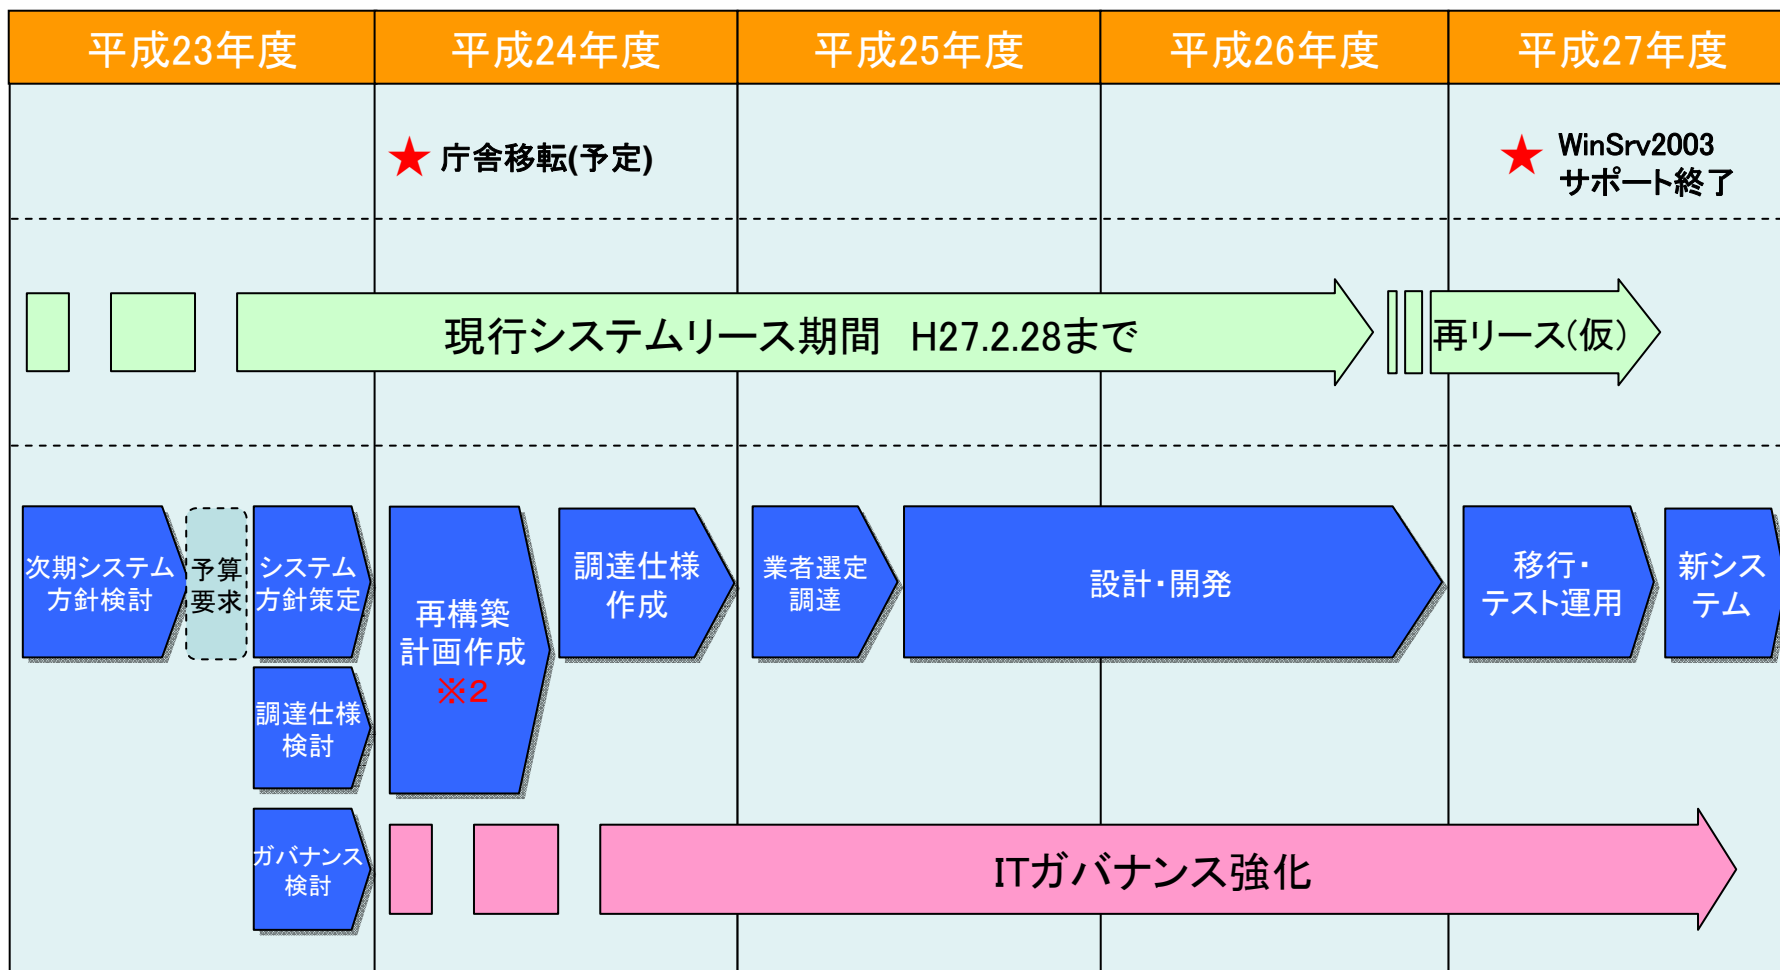 平成23年度
平成24年度
平成25年度
平成26年度
平成27年度
★ 庁舎移転(予定)
★ WinSrv2003
サポート終了
現行システムリース期間　H27.2.28まで
再リース(仮)
次期システム
方針検討
予算
要求
システム
方針策定
再構築
計画作成
※2
調達仕様
作成
業者選定
調達
設計・開発
移行・
テスト運用
新シス
テム
調達仕様
検討
ガバナンス
検討
ITガバナンス強化